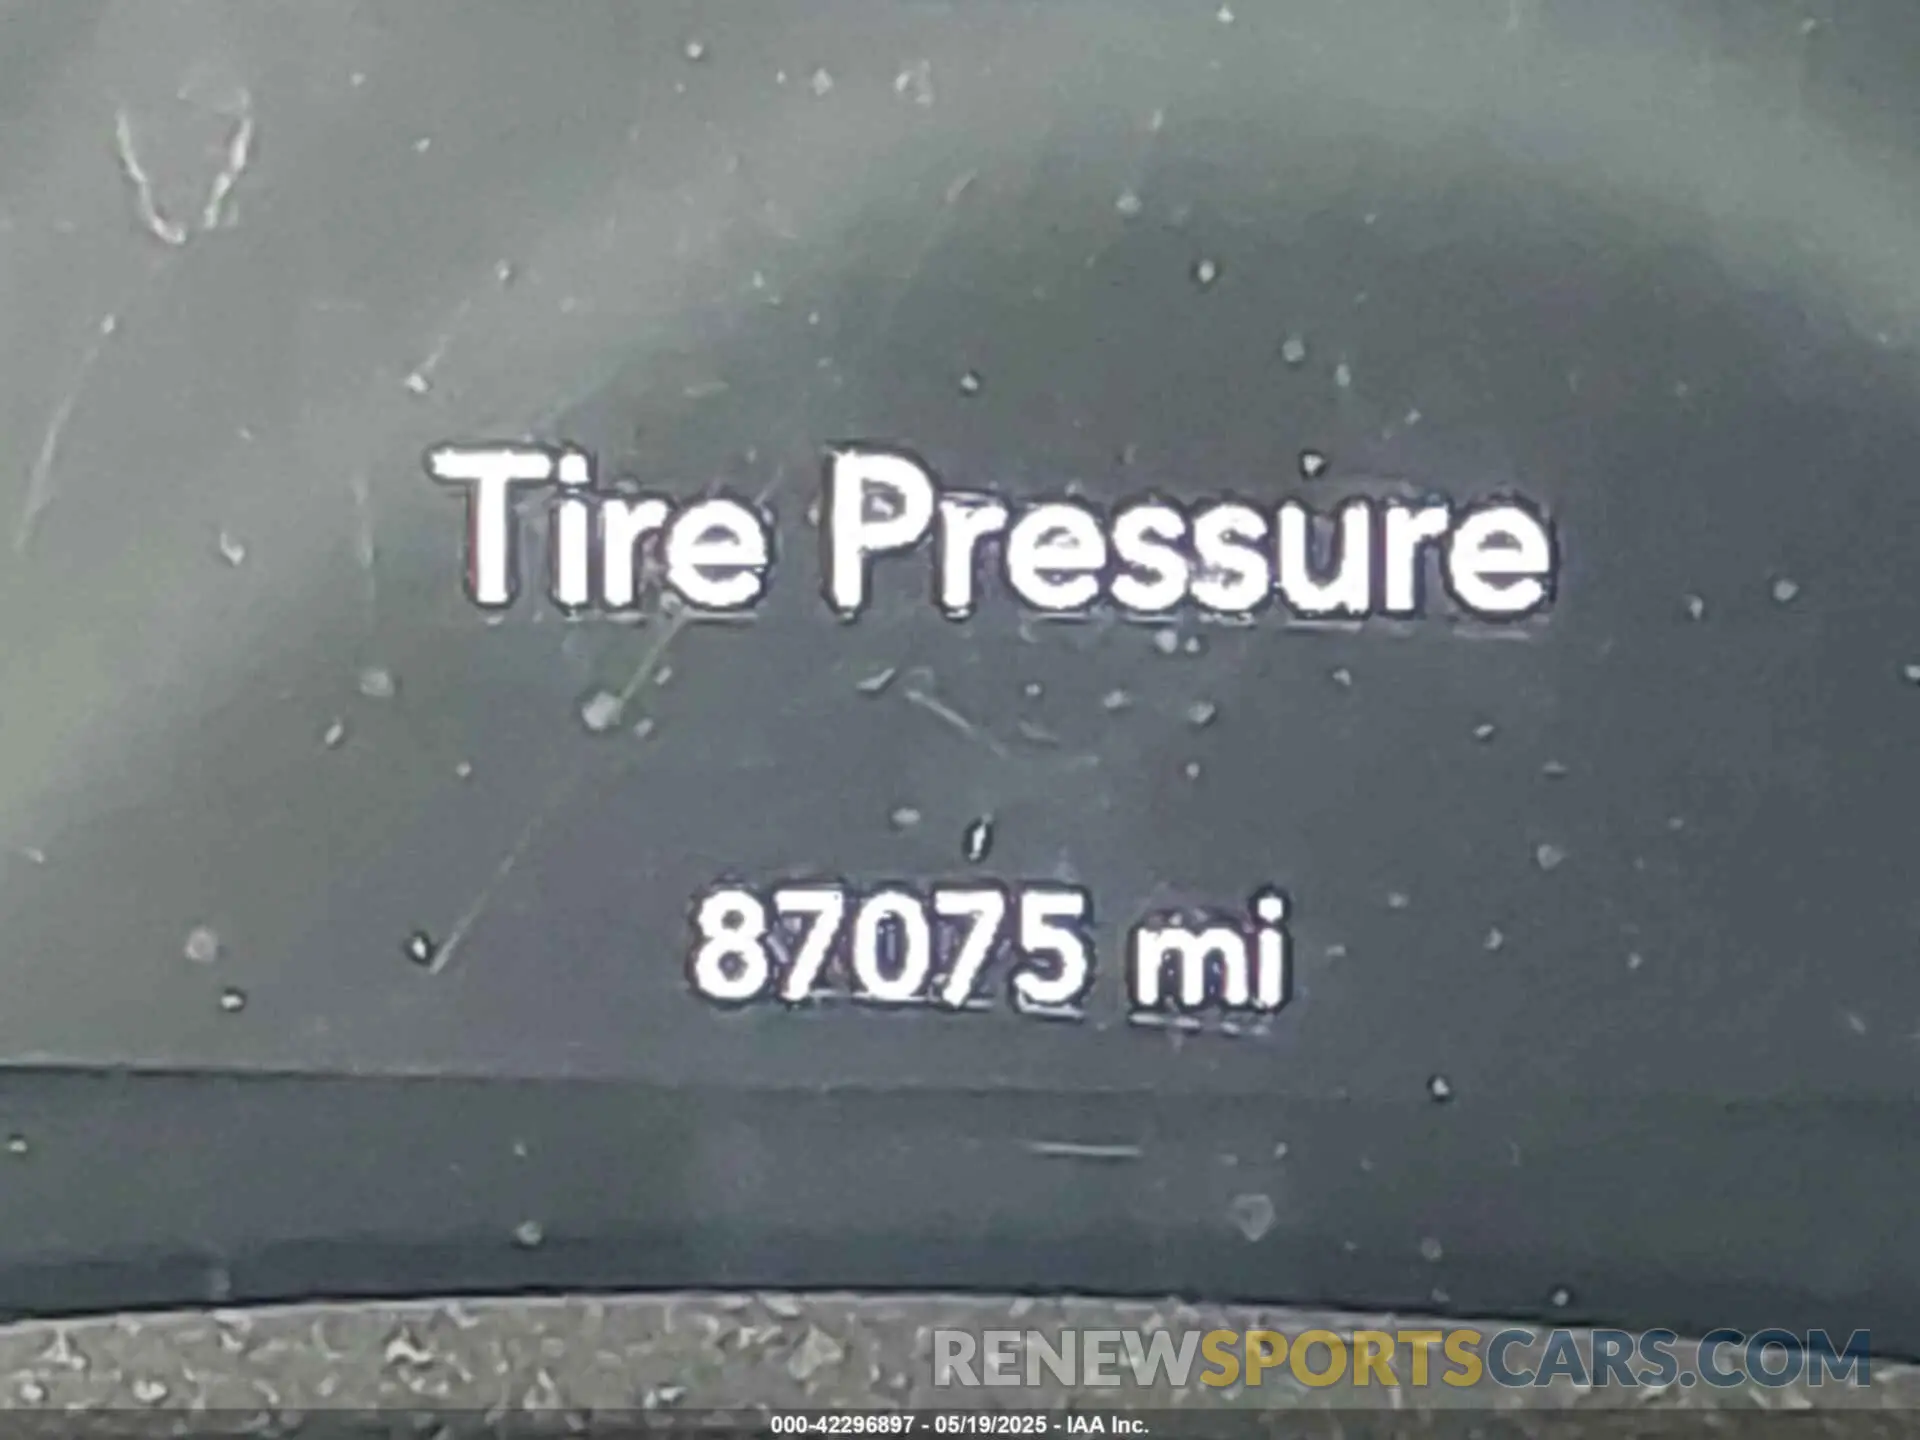 Tire Pressure
87075 mi
RENEWSPORTSCARS.COM
000-42296897 - 05/19/2025 - IAA Inc.